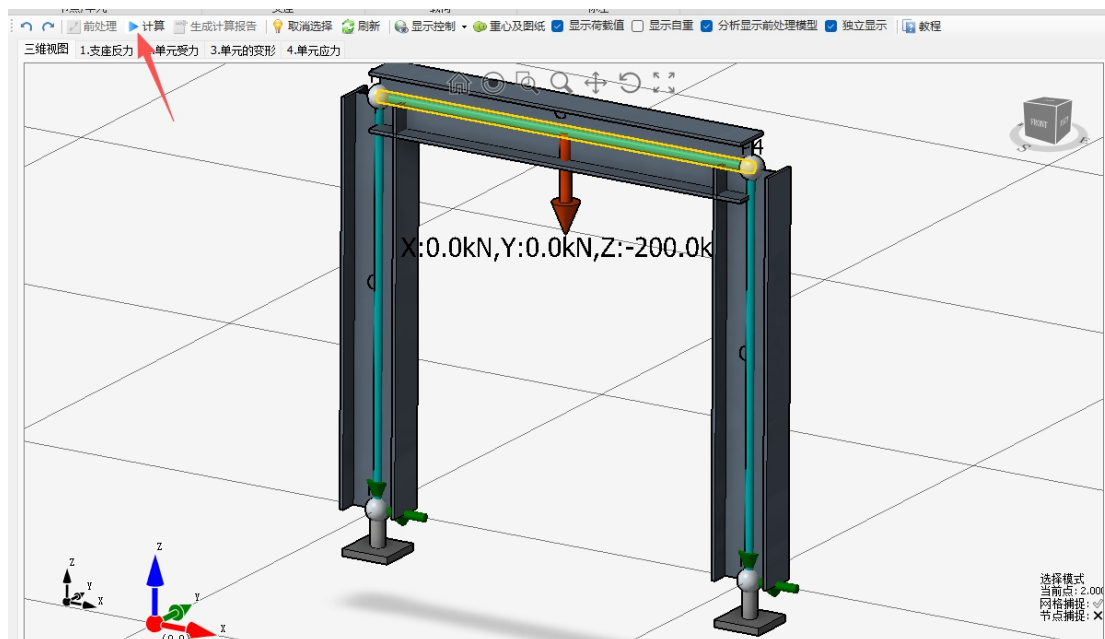 前处理 计算 生成计算报告 取消选择 刷新 显示控制 重心及图纸 显示荷载值 显示自重 分析显示前处理模型 独立显示 教程
三维视图 1.支座反力 单元受力 3.单元的变形 4.单元应力
FRONT
S E
4
X:0.0kN,Y:0.0kN,Z:-200.0k
Z
Y
X
Z
Y
X
选择模式
当前点: 2.000
网格捕捉:
节点捕捉: